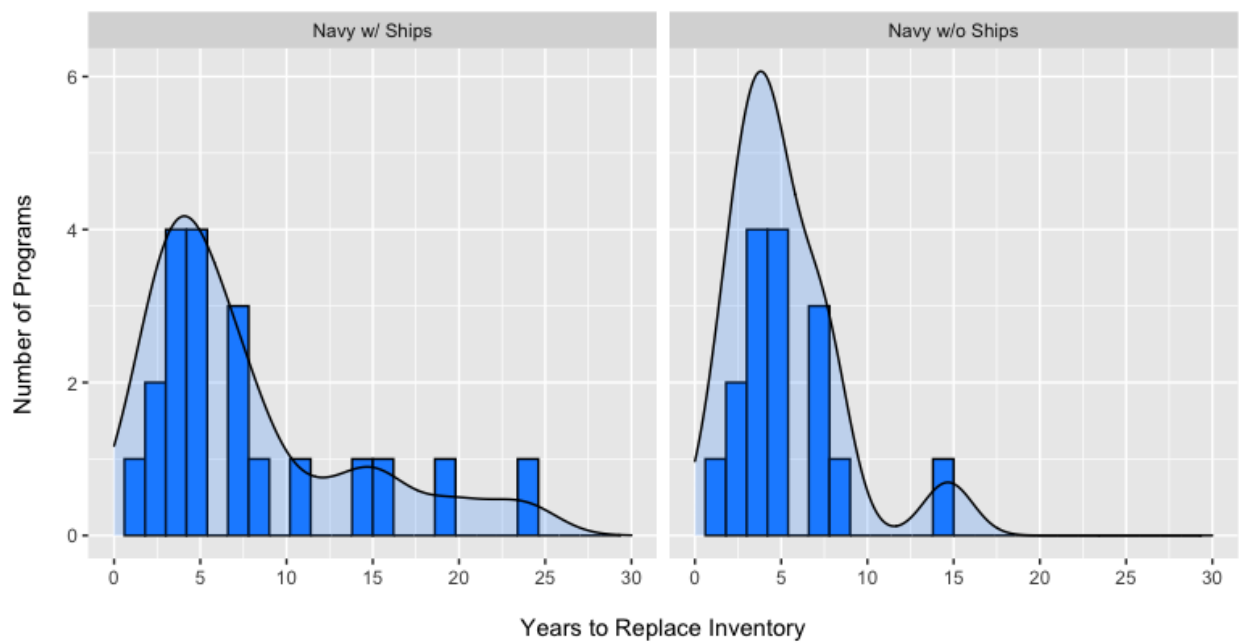 Navy w/ Ships
Navy w/o Ships
6
4
2
0
Number of Programs
0 5 10 15 20 25 30
0 5 10 15 20 25 30
Years to Replace Inventory